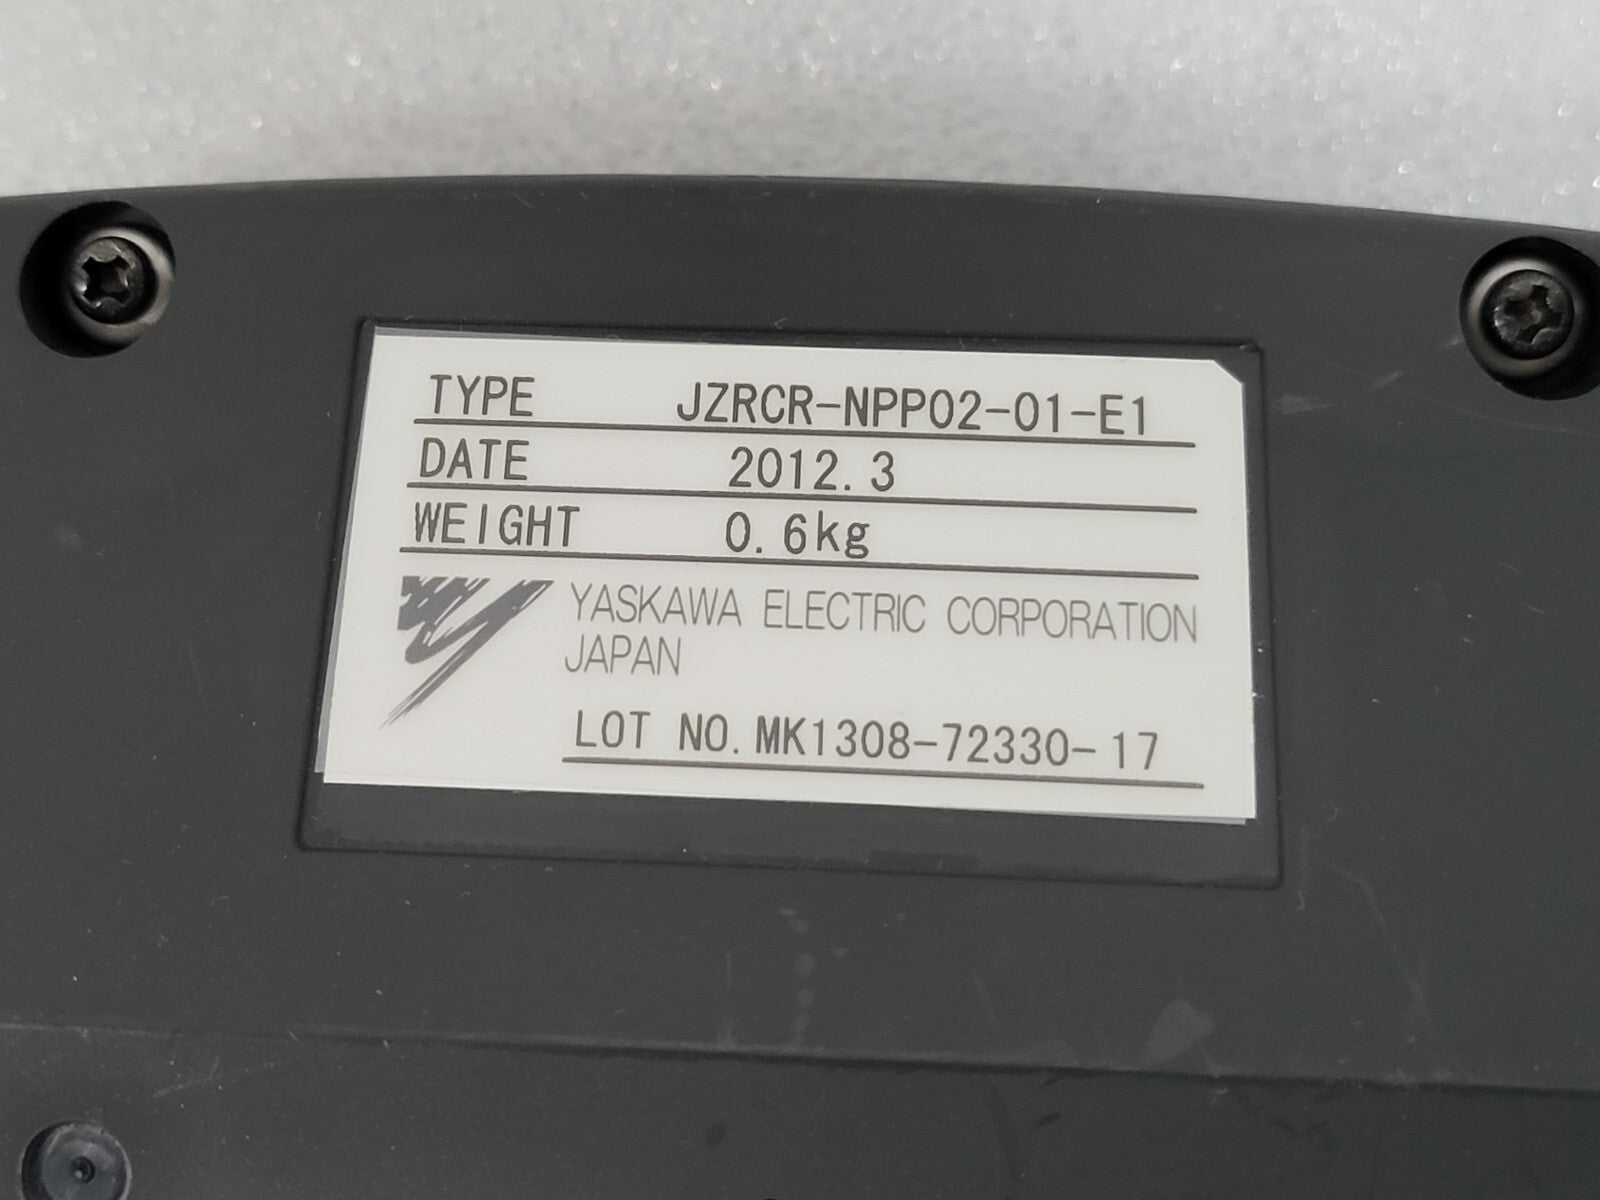 TYPE JZRCR-NPP02-01-E1
DATE 2012.3
WEIGHT 0.6kg
YASKAWA ELECTRIC CORPORATION
JAPAN
LOT NO. MK1308-72330-17